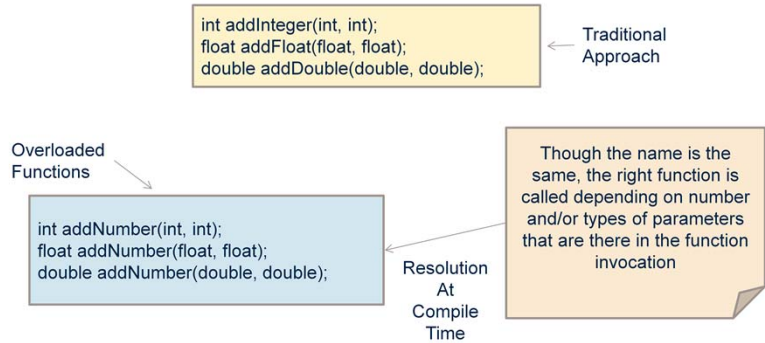 int addInteger(int, int);
float addFloat(float, float);
double addDouble(double, double);
Traditional
Approach
Overloaded
Functions
int addNumber(int, int);
float addNumber(float, float);
double addNumber(double, double);
Resolution
At
Compile
Time
Though the name is the
same, the right function is
called depending on number
and/or types of parameters
that are there in the function
invocation